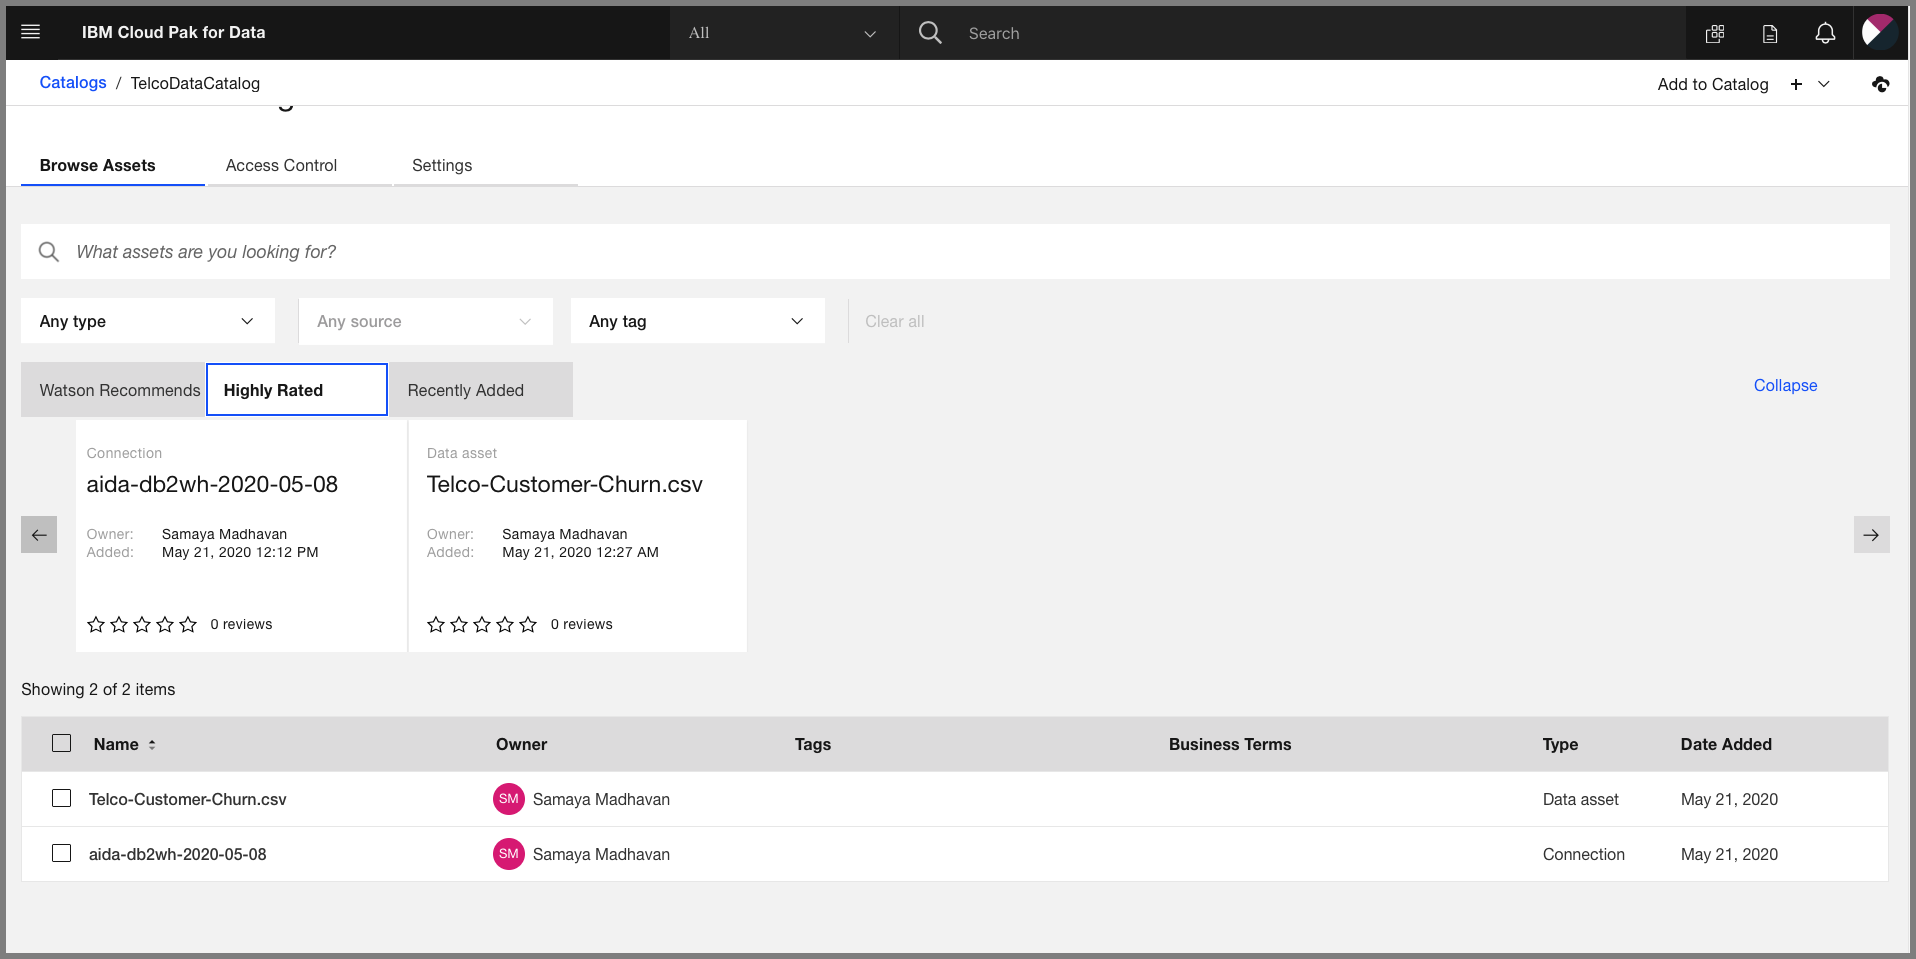 IBM Cloud Pak for Data
All
Search
Catalogs / TelcoDataCatalog
Add to Catalog +
Browse Assets
Access Control
Settings
What assets are you looking for?
Any type
Any source
Any tag
Clear all
Watson Recommends
Highly Rated
Recently Added
Collapse
Connection
aida-db2wh-2020-05-08
Owner: Samaya Madhavan
Added: May 21, 2020 12:12 PM
0 reviews
Data asset
Telco-Customer-Churn.csv
Owner: Samaya Madhavan
Added: May 21, 2020 12:27 AM
0 reviews
Showing 2 of 2 items
Name Owner Tags Business Terms Type Date Added
Telco-Customer-Churn.csv SM Samaya Madhavan Data asset May 21, 2020
aida-db2wh-2020-05-08 SM Samaya Madhavan Connection May 21, 2020